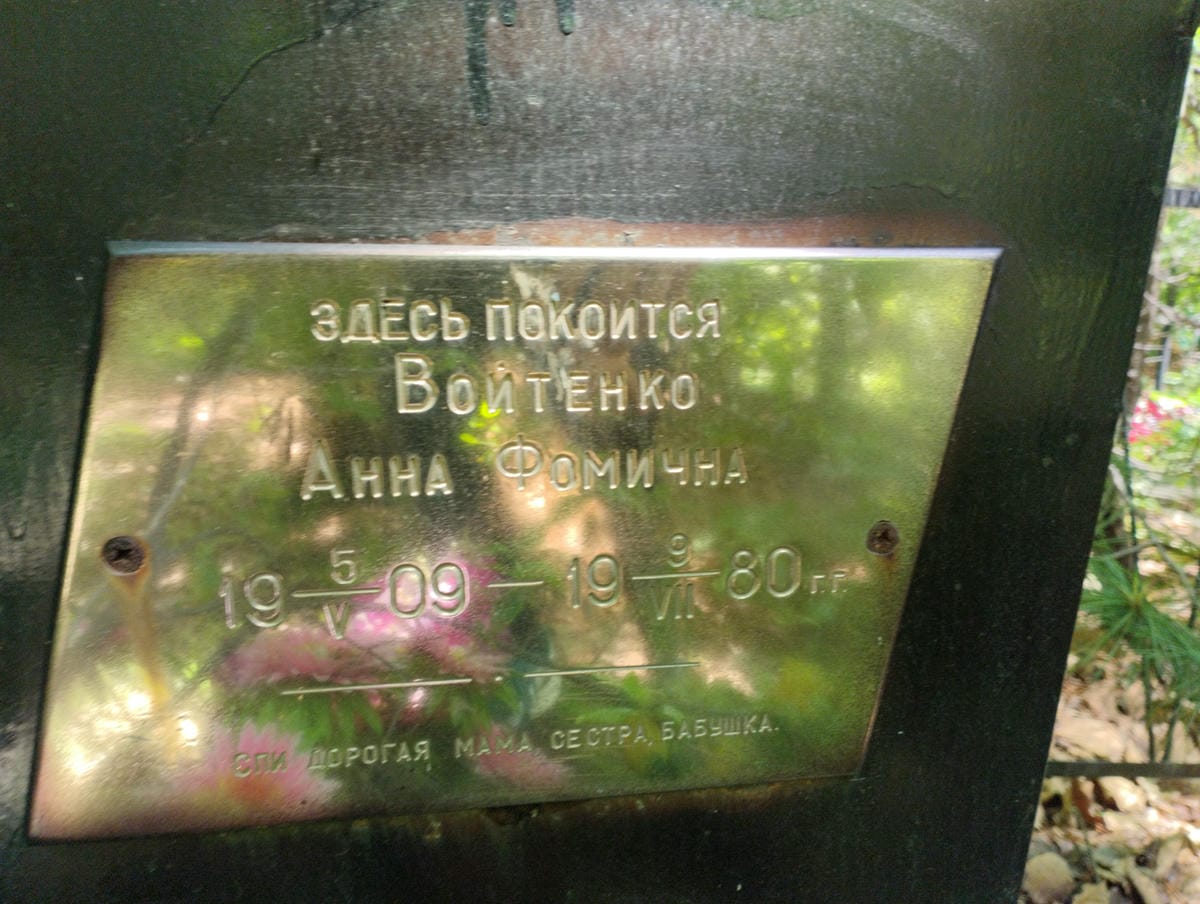 ЗДЕСЬ ПОКОИТСЯ
ВОЙТЕНКО
АННА ФОМИЧНА
19 5/V 09 — 19 9/VII 80 г.г.
СПИ ДОРОГАЯ МАМА, СЕСТРА, БАБУШКА.